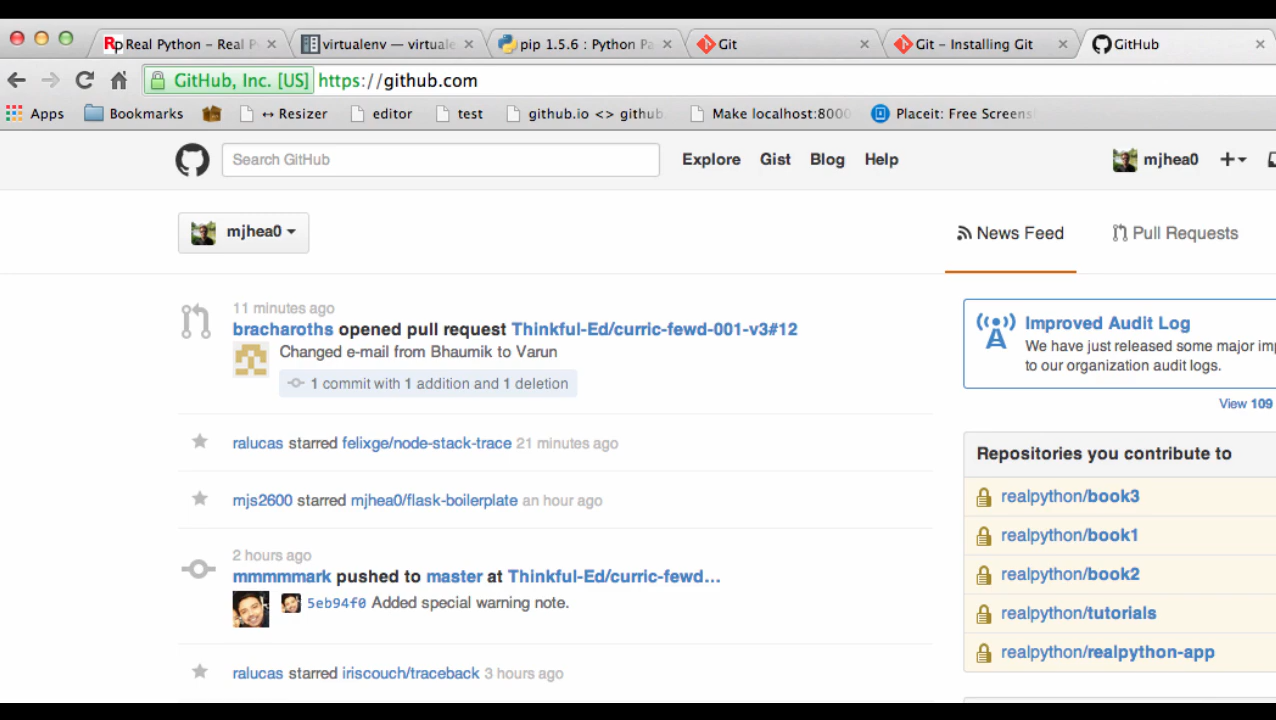 Rp Real Python – Real P
virtualenv — virtuale
pip 1.5.6 : Python Pa
Git
Git – Installing Git
GitHub
GitHub, Inc. [US] https://github.com
Apps
Bookmarks
↔ Resizer
editor
test
github.io <> github.
Make localhost:8000
Placeit: Free Screens
Search GitHub
Explore
Gist
Blog
Help
mjhea0
mjhea0
News Feed
Pull Requests
11 minutes ago
bracharoths opened pull request Thinkful-Ed/curric-fewd-001-v3#12
Changed e-mail from Bhaumik to Varun
1 commit with 1 addition and 1 deletion
ralucas starred felixge/node-stack-trace 21 minutes ago
mjs2600 starred mjhea0/flask-boilerplate an hour ago
2 hours ago
mmmmmark pushed to master at Thinkful-Ed/curric-fewd...
5eb94f0 Added special warning note.
ralucas starred iriscouch/traceback 3 hours ago
Improved Audit Log
We have just released some major imp
to our organization audit logs.
View 109
Repositories you contribute to
realpython/book3
realpython/book1
realpython/book2
realpython/tutorials
realpython/realpython-app